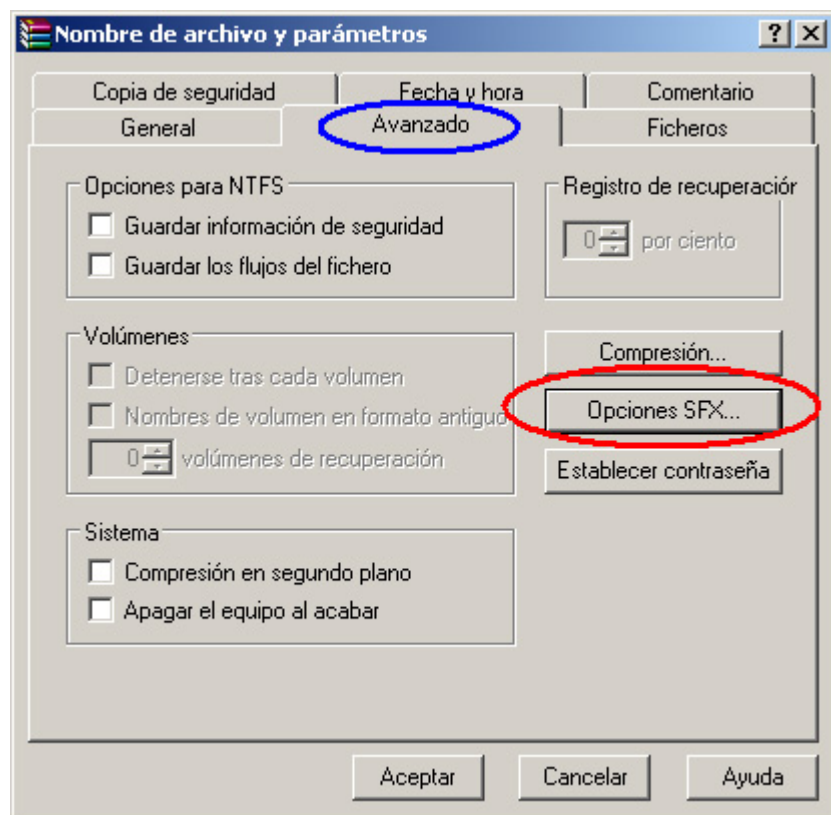 Nombre de archivo y parámetros
Copia de seguridad
Fecha y hora
Comentario
General
Avanzado
Ficheros
Opciones para NTFS
Guardar información de seguridad
Guardar los flujos del fichero
Registro de recuperaciór
0 por ciento
Volúmenes
Detenerse tras cada volumen
Nombres de volumen en formato antiguo
0 volúmenes de recuperación
Compresión...
Opciones SFX...
Establecer contraseña
Sistema
Compresión en segundo plano
Apagar el equipo al acabar
Aceptar
Cancelar
Ayuda